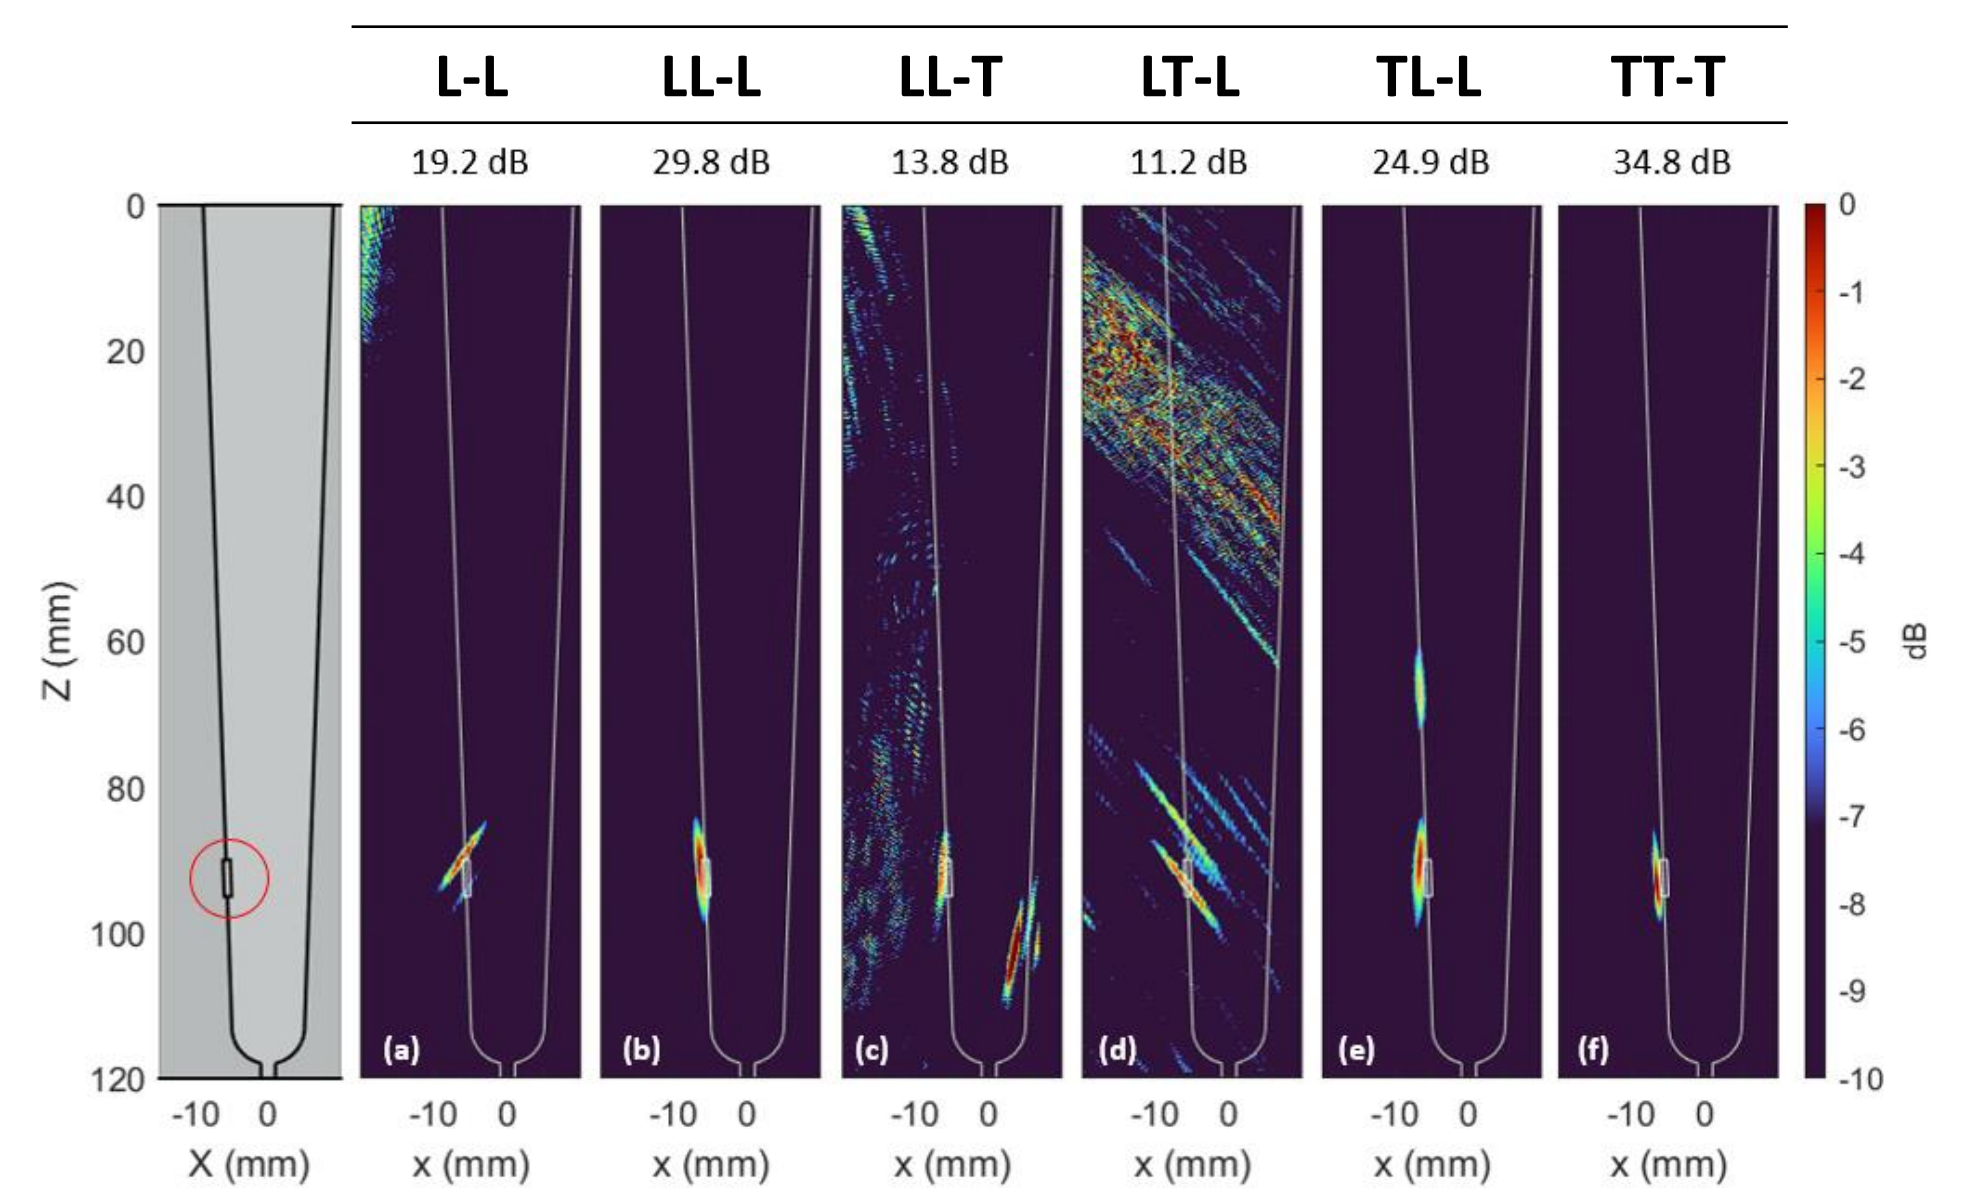 L-L LL-L LL-T LT-L TL-L TT-T
19.2 dB 29.8 dB 13.8 dB 11.2 dB 24.9 dB 34.8 dB
0 0
-1
20 -2
-3
40
-4
60 -5
Z (mm) dB
-6
80 -7
-8
100
-9
(a) (b) (c) (d) (e) (f)
120 -10
-10 0 -10 0 -10 0 -10 0 -10 0 -10 0 -10 0
X (mm) x (mm) x (mm) x (mm) x (mm) x (mm) x (mm)